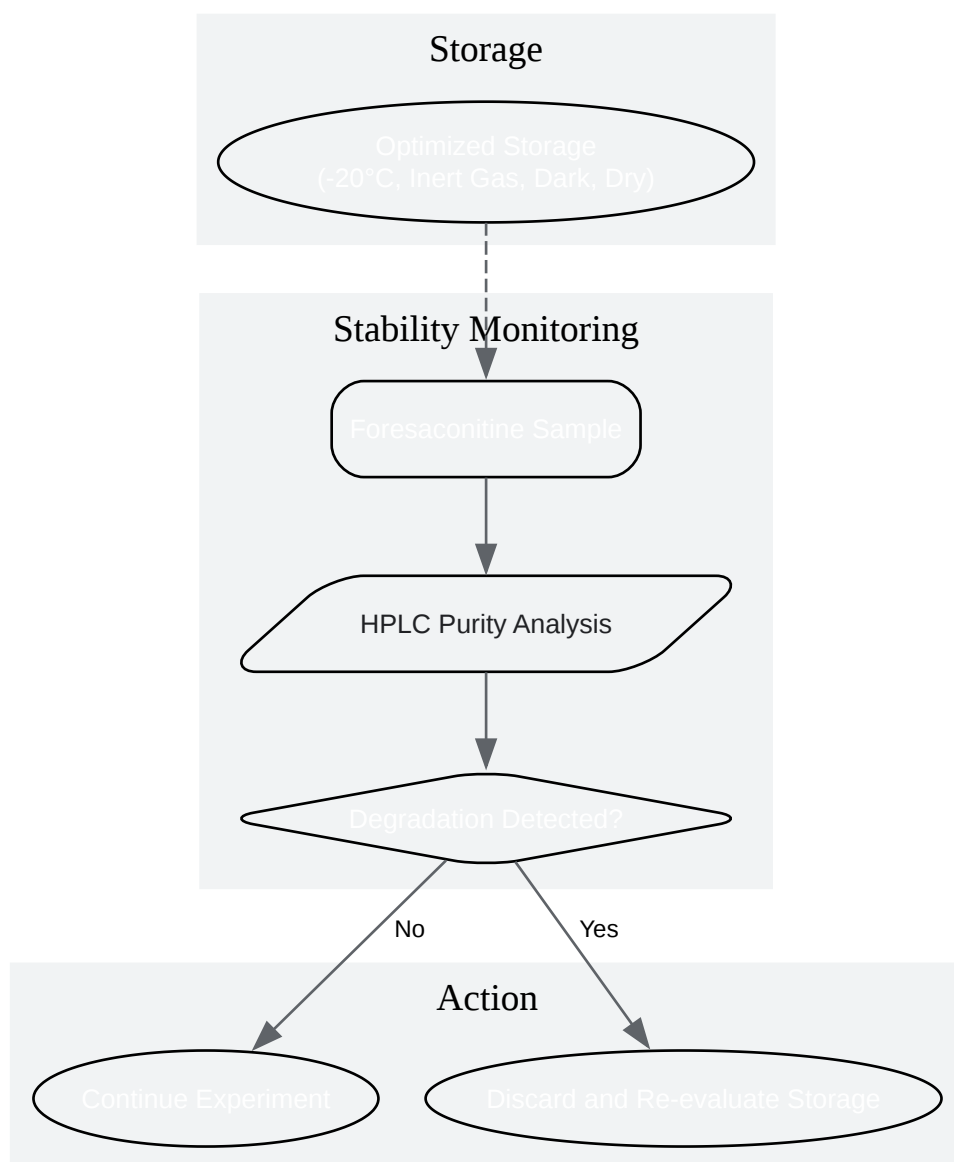 Storage
Optimized Storage
(-20°C, Inert Gas, Dark, Dry)
Stability Monitoring
Foresaconitine Sample
HPLC Purity Analysis
Degradation Detected?
No
Yes
Action
Continue Experiment
Discard and Re-evaluate Storage